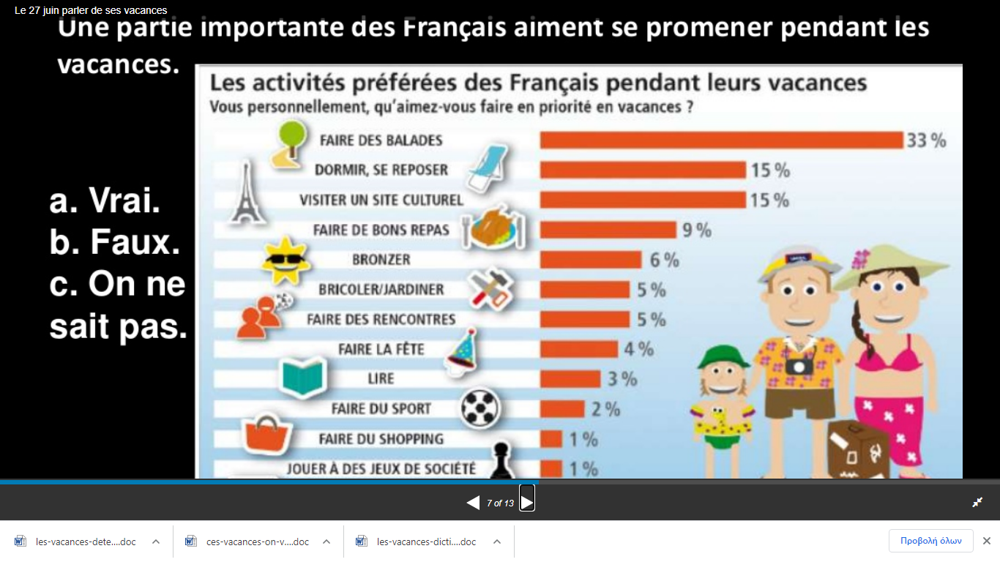 Le 27 juin parler de ses vacances
Une partie importante des Français aiment se promener pendant les
vacances.
Les activités préférées des Français pendant leurs vacances
Vous personnellement, qu'aimez-vous faire en priorité en vacances ?
a. Vrai.
b. Faux.
c. On ne
sait pas.
FAIRE DES BALADES 33 %
DORMIR, SE REPOSER 15 %
VISITER UN SITE CULTUREL 15 %
FAIRE DE BONS REPAS 9 %
BRONZER 6 %
BRICOLER/JARDINER 5 %
FAIRE DES RENCONTRES 5 %
FAIRE LA FÊTE 4 %
LIRE 3 %
FAIRE DU SPORT 2 %
FAIRE DU SHOPPING 1 %
JOUER À DES JEUX DE SOCIÉTÉ 1 %
7 of 13
les-vacances-dete....doc
ces-vacances-on-v....doc
les-vacances-dicti....doc
Προβολή όλων